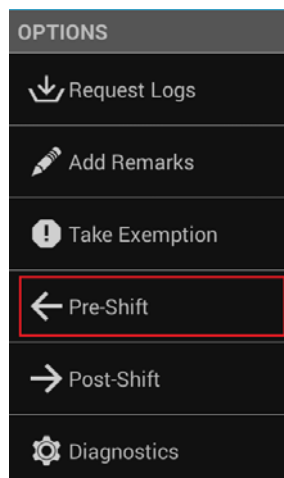 OPTIONS
Request Logs
Add Remarks
Take Exemption
Pre-Shift
Post-Shift
Diagnostics